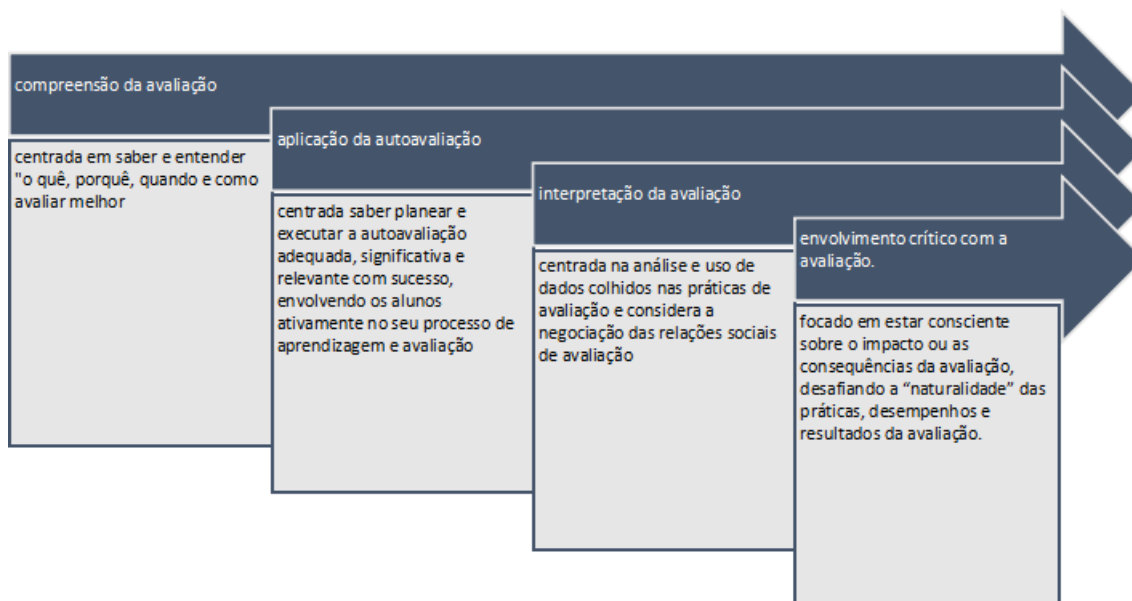 compreensão da avaliação
centrada em saber e entender
"o quê, porquê, quando e como
avaliar melhor
aplicação da autoavaliação
centrada saber planear e
executar a autoavaliação
adequada, significativa e
relevante com sucesso,
envolvendo os alunos
ativamente no seu processo de
aprendizagem e avaliação
interpretação da avaliação
centrada na análise e uso de
dados colhidos nas práticas de
avaliação e considera a
negociação das relações sociais
de avaliação
envolvimento crítico com a
avaliação.
focado em estar consciente
sobre o impacto ou as
consequências da avaliação,
desafiando a “naturalidade” das
práticas, desempenhos e
resultados da avaliação.